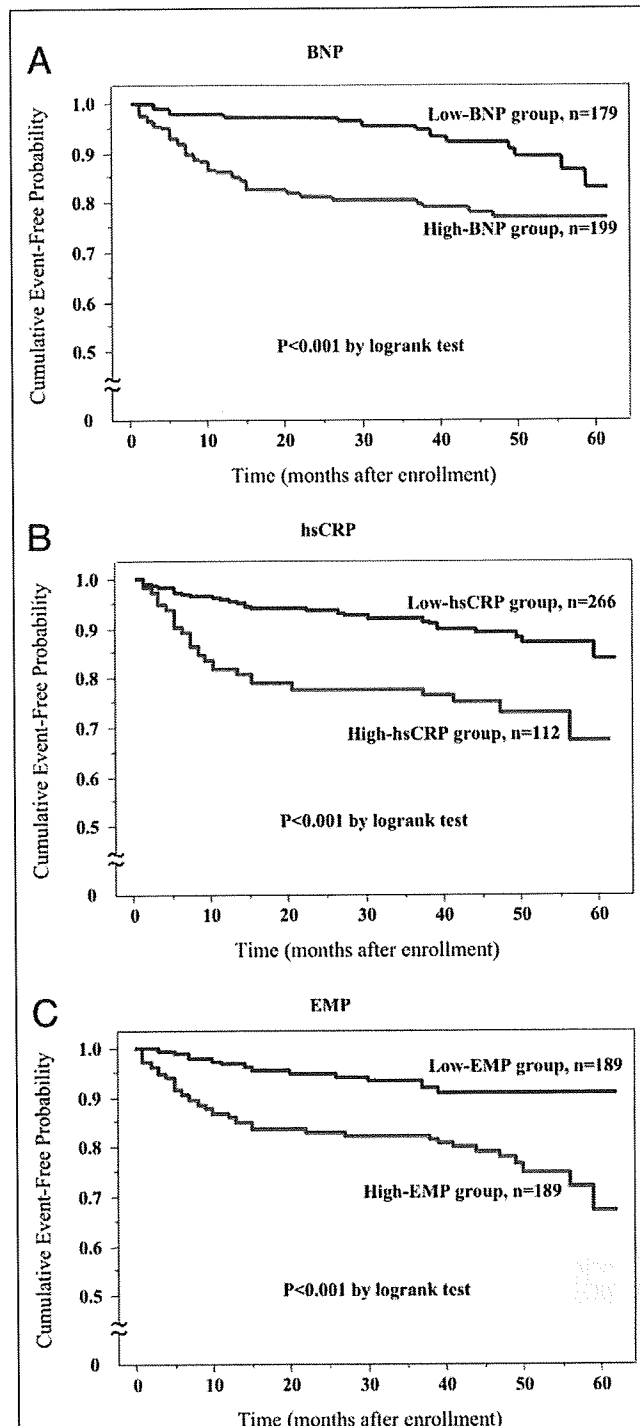 A
BNP
Cumulative Event-Free Probability
1.0
0.9
0.8
0.7
0.6
0.5
0
Low-BNP group, n=179
High-BNP group, n=199
P<0.001 by logrank test
0 10 20 30 40 50 60
Time (months after enrollment)
B
hsCRP
Cumulative Event-Free Probability
1.0
0.9
0.8
0.7
0.6
0.5
0
Low-hsCRP group, n=266
High-hsCRP group, n=112
P<0.001 by logrank test
0 10 20 30 40 50 60
Time (months after enrollment)
C
EMP
Cumulative Event-Free Probability
1.0
0.9
0.8
0.7
0.6
0.5
0
Low-EMP group, n=189
High-EMP group, n=189
P<0.001 by logrank test
0 10 20 30 40 50 60
Time (months after enrollment)